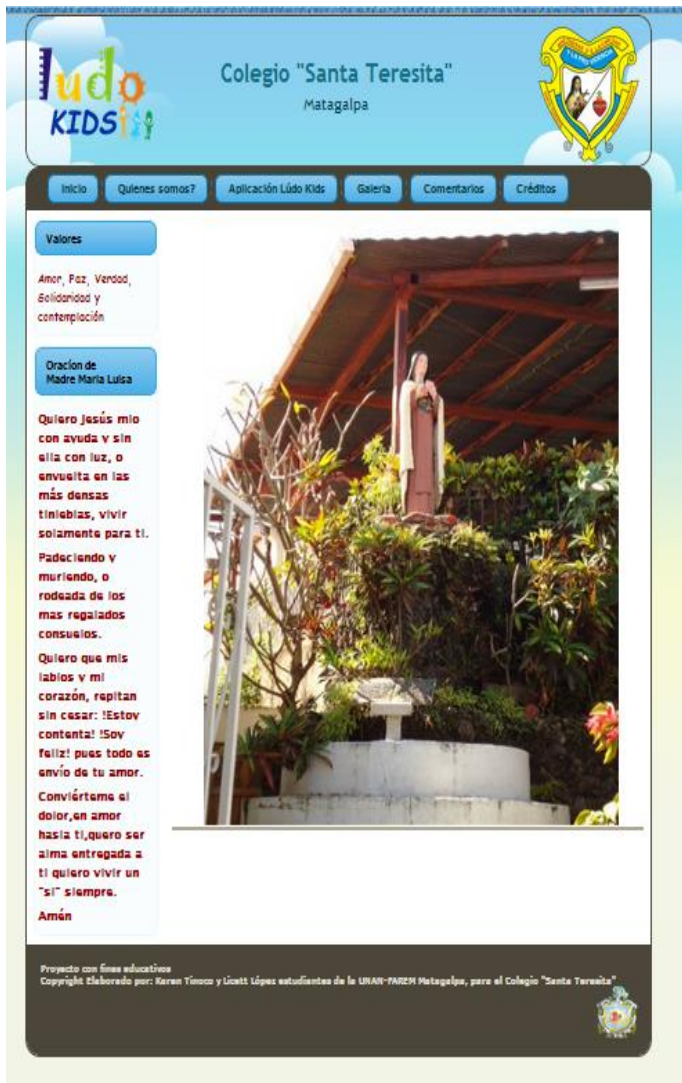 ludo
KIDS
Colegio "Santa Teresita"
Matagalpa
Inicio
Quienes somos?
Aplicación Lúdo Kids
Galeria
Comentarios
Créditos
Valores
Amor, Paz, Verdad,
Solidaridad y
contemplación
Oracíon de
Madre Maria Luisa
Quiero Jesús mio
con ayuda y sin
ella con luz, o
envuelta en las
más densas
tinieblas, vivir
solamente para ti.
Padeciendo y
muriendo, o
rodeada de los
mas regalados
consuelos.
Quiero que mis
labios y mi
corazón, repitan
sin cesar: !Estoy
contenta! !Soy
feliz! pues todo es
envío de tu amor.
Conviérteme el
dolor,en amor
hasia ti,quero ser
alma entregada a
ti quiero vivir un
"si" siempre.
Amén
Proyecto con fines educativos
Copyright Elaborado por: Karen Tinoco y Licett López estudiantes de la UNAN-FAREM Matagalpa, para el Colegio "Santa Teresita"